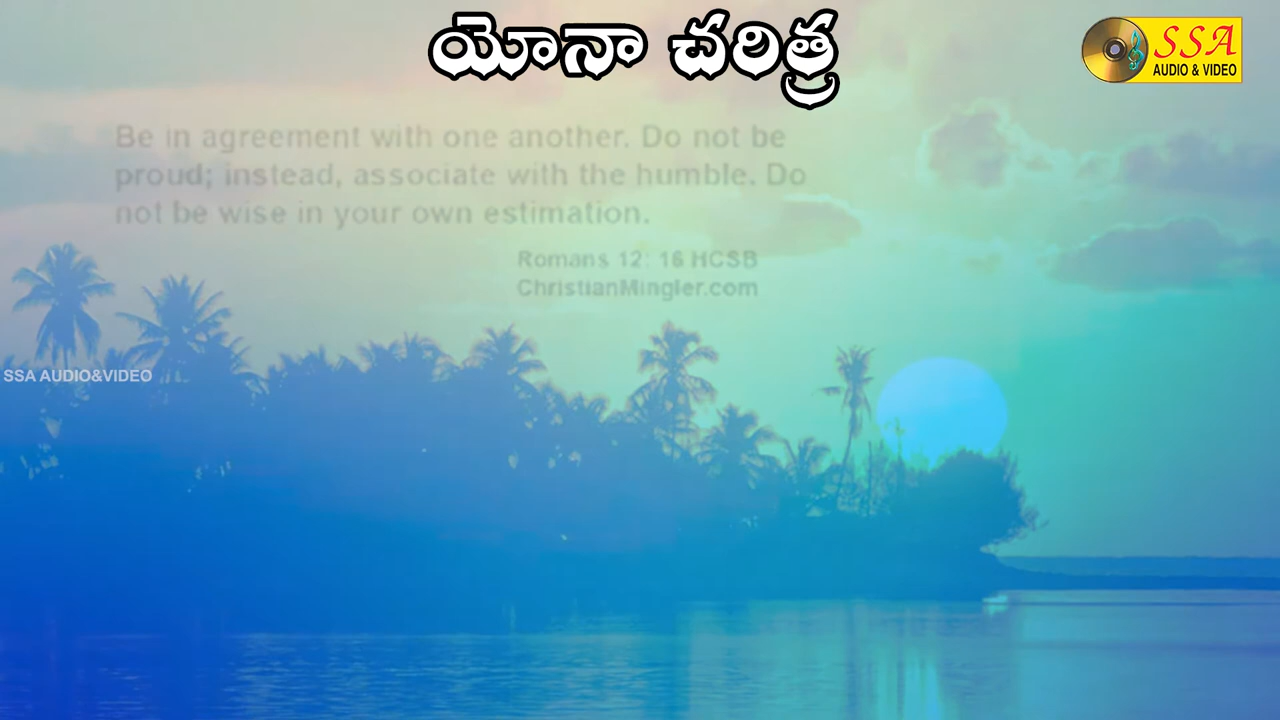 యోనా చరిత్ర
SSA
AUDIO & VIDEO
Be in agreement with one another. Do not be
proud; instead, associate with the humble. Do
not be wise in your own estimation.
Romans 12: 16 HCSB
ChristianMingler.com
SSA AUDIO&VIDEO